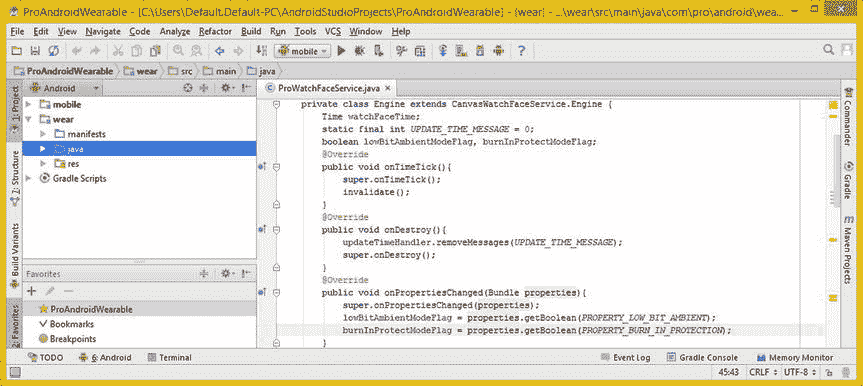 ProAndroidWearable - [C:\Users\Default.Default-PC\AndroidStudioProjects\ProAndroidWearable] - [wear] - ...\wear\src\main\java\com\pro\android\wea...
File Edit View Navigate Code Analyze Refactor Build Run Tools VCS Window Help
mobile
ProAndroidWearable wear src main java
Android
ProWatchFaceService.java
1: Project
7: Structure
Build Variants
2: Favorites
mobile
wear
manifests
java
res
Gradle Scripts
Favorites
ProAndroidWearable
Bookmarks
Breakpoints
private class Engine extends CanvasWatchFaceService.Engine {
Time watchFaceTime;
static final int UPDATE_TIME_MESSAGE = 0;
boolean lowBitAmbientModeFlag, burnInProtectModeFlag;
@Override
public void onTimeTick(){
super.onTimeTick();
invalidate();
}
@Override
public void onDestroy(){
updateTimeHandler.removeMessages(UPDATE_TIME_MESSAGE);
super.onDestroy();
}
@Override
public void onPropertiesChanged(Bundle properties){
super.onPropertiesChanged(properties);
lowBitAmbientModeFlag = properties.getBoolean(PROPERTY_LOW_BIT_AMBIENT);
burnInProtectModeFlag = properties.getBoolean(PROPERTY_BURN_IN_PROTECTION);
}
Commander
Gradle
Maven Projects
TODO 6: Android Terminal Event Log Gradle Console Memory Monitor
45:43 CRLF UTF-8